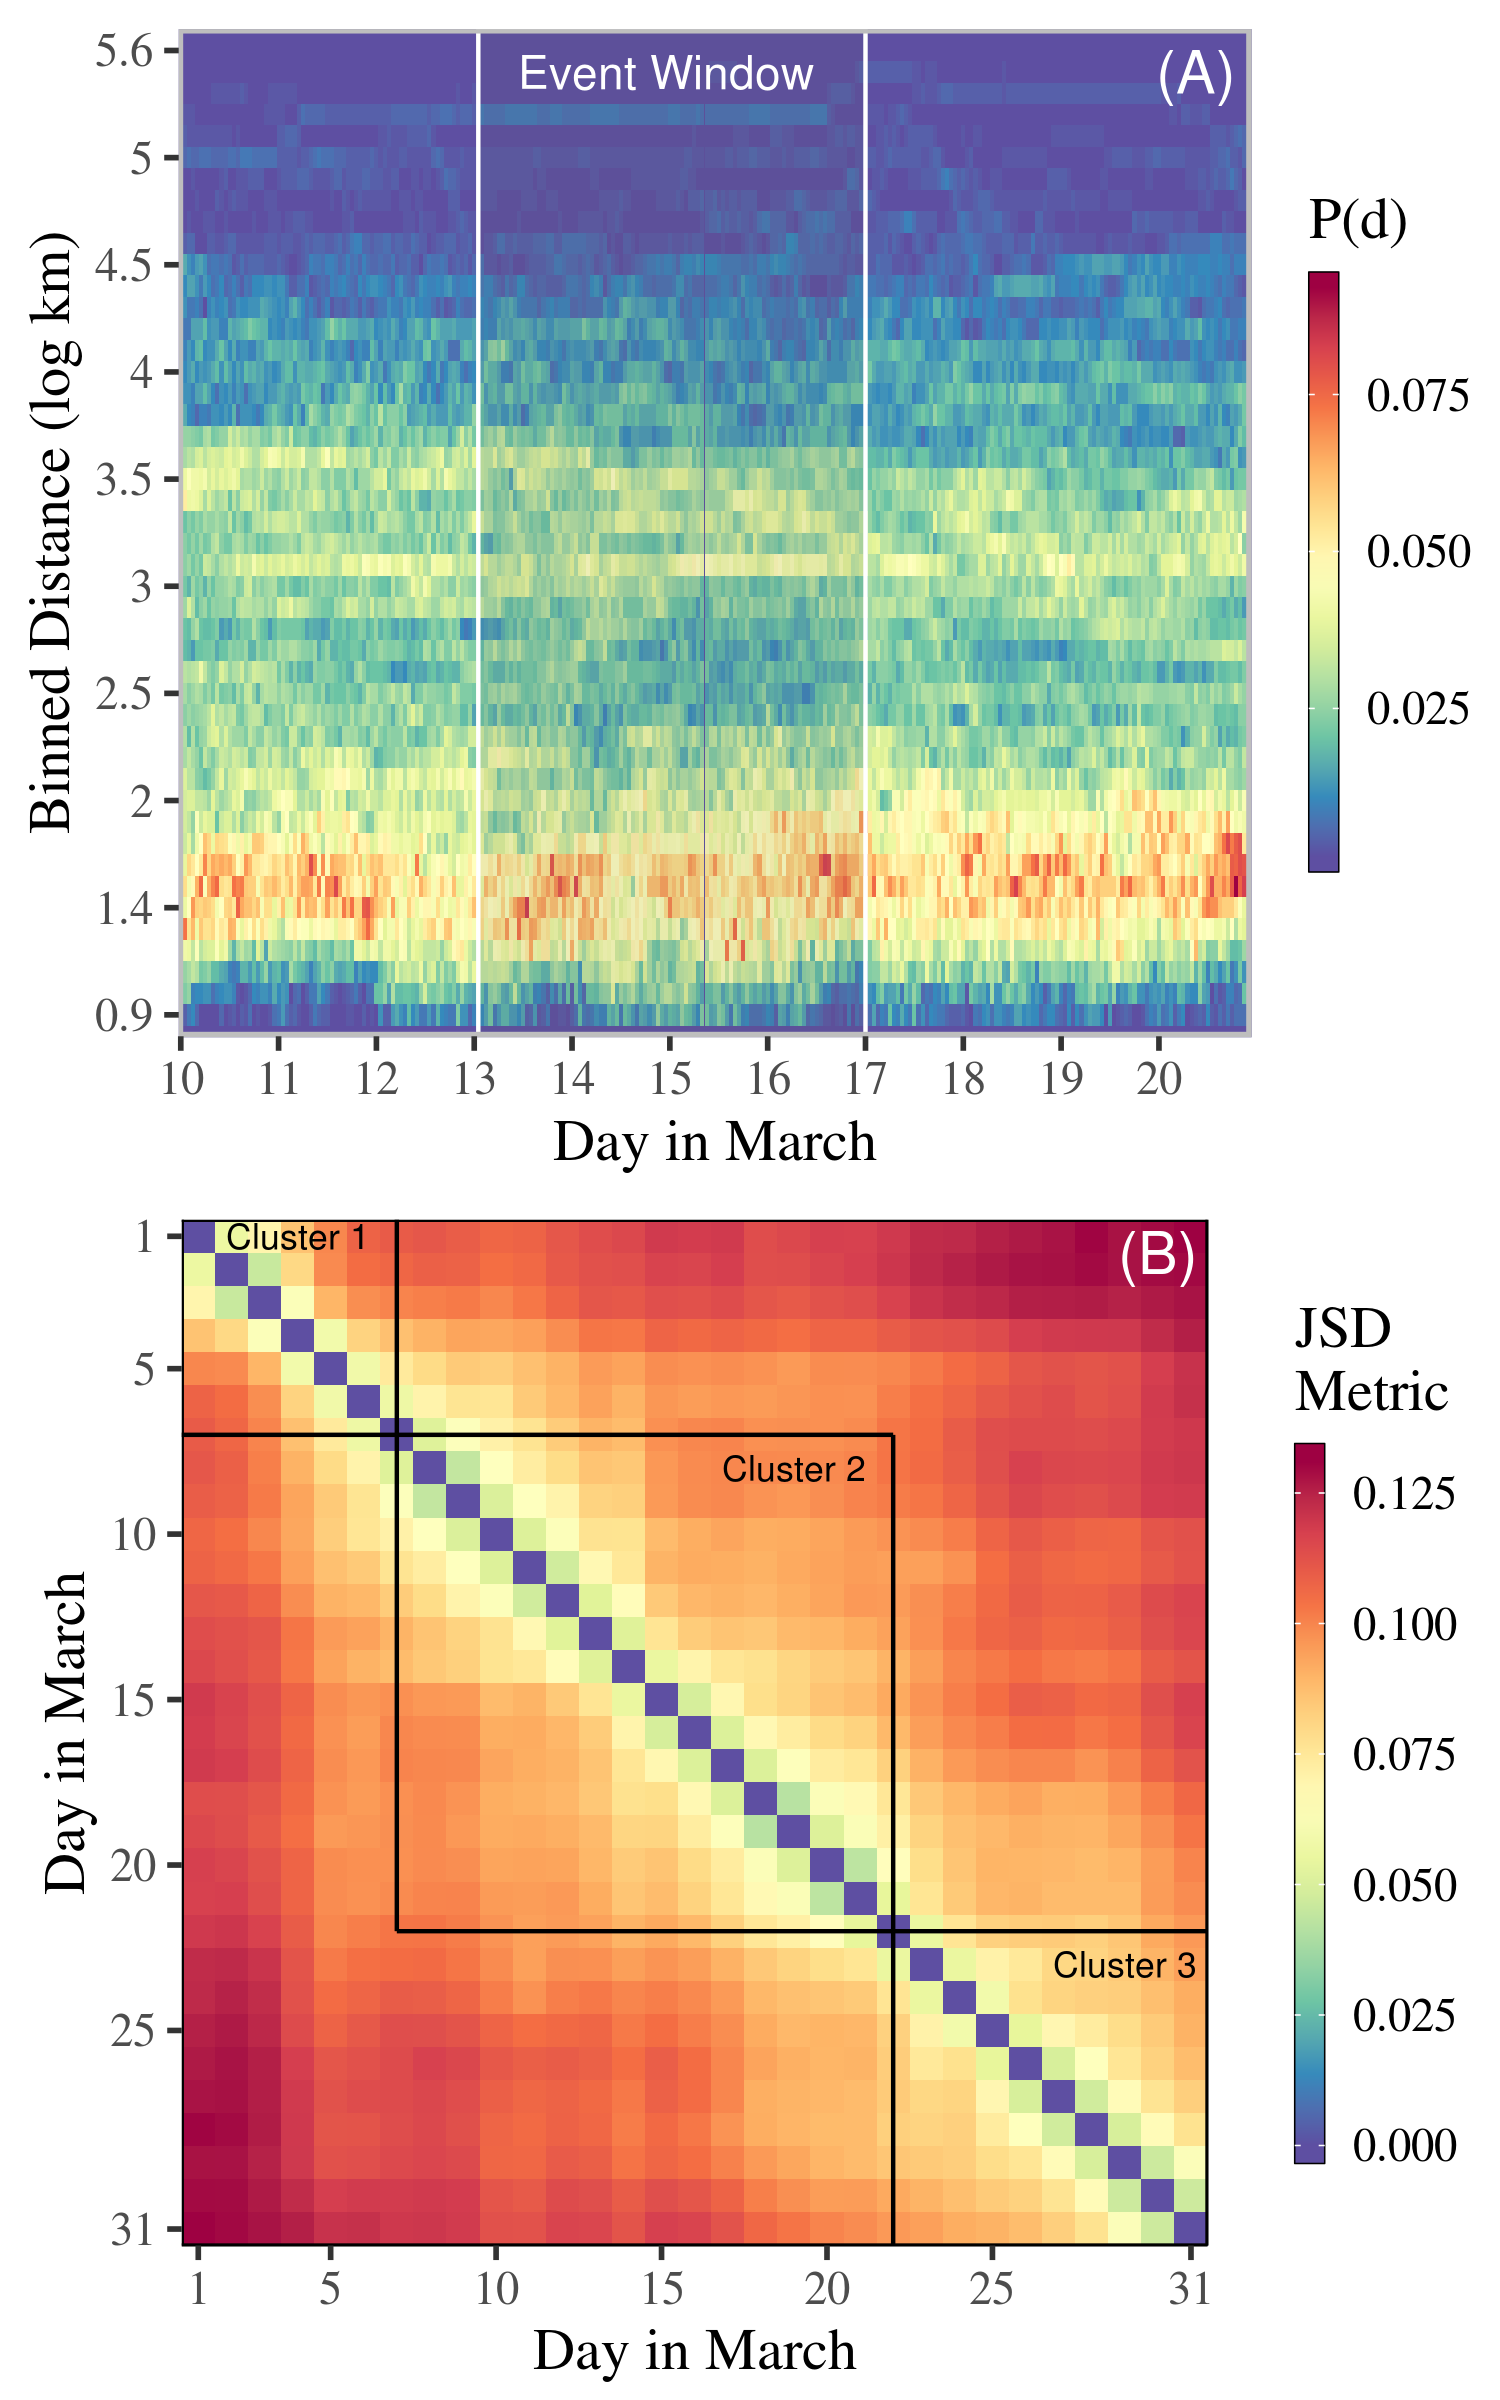 5.6
5
4.5
4
3.5
3
2.5
2
1.4
0.9
Binned Distance (log km)
Event Window
(A)
10 11 12 13 14 15 16 17 18 19 20
Day in March
P(d)
0.075
0.050
0.025
1
5
10
15
20
25
31
Day in March
Cluster 1
(B)
Cluster 2
Cluster 3
1 5 10 15 20 25 31
Day in March
JSD
Metric
0.125
0.100
0.075
0.050
0.025
0.000